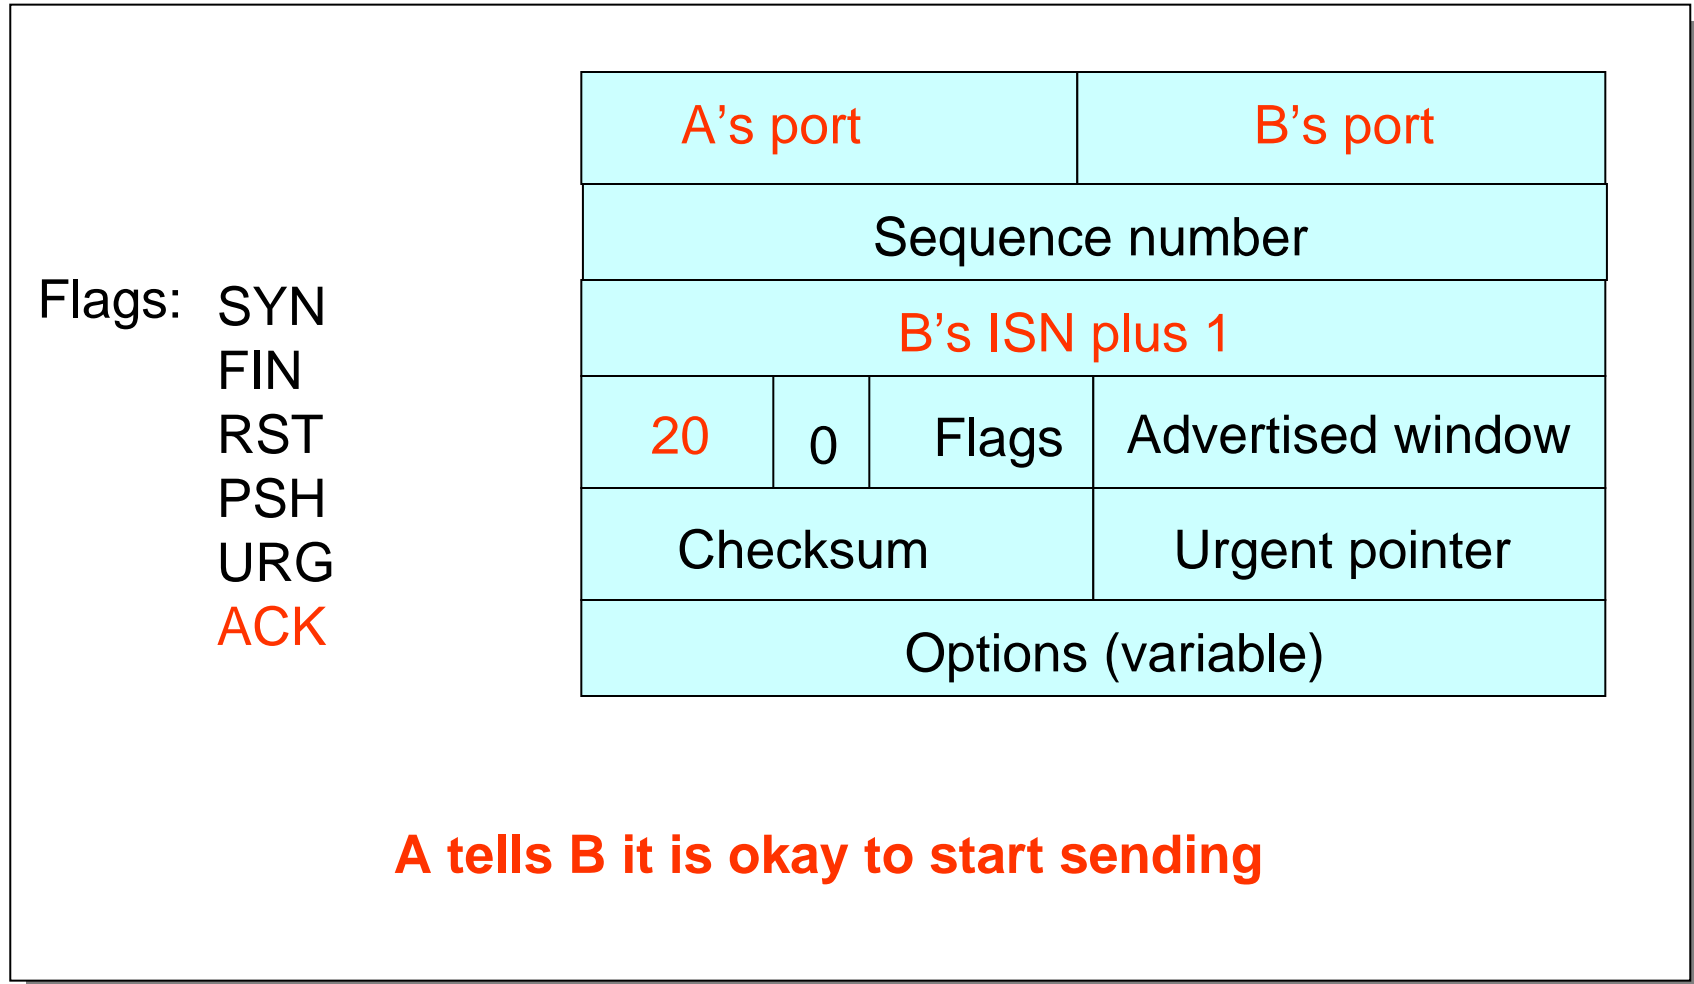 A’s port B’s port
Sequence number
Flags: SYN
FIN
RST
PSH
URG
ACK
B’s ISN plus 1
20 0 Flags Advertised window
Checksum Urgent pointer
Options (variable)
A tells B it is okay to start sending